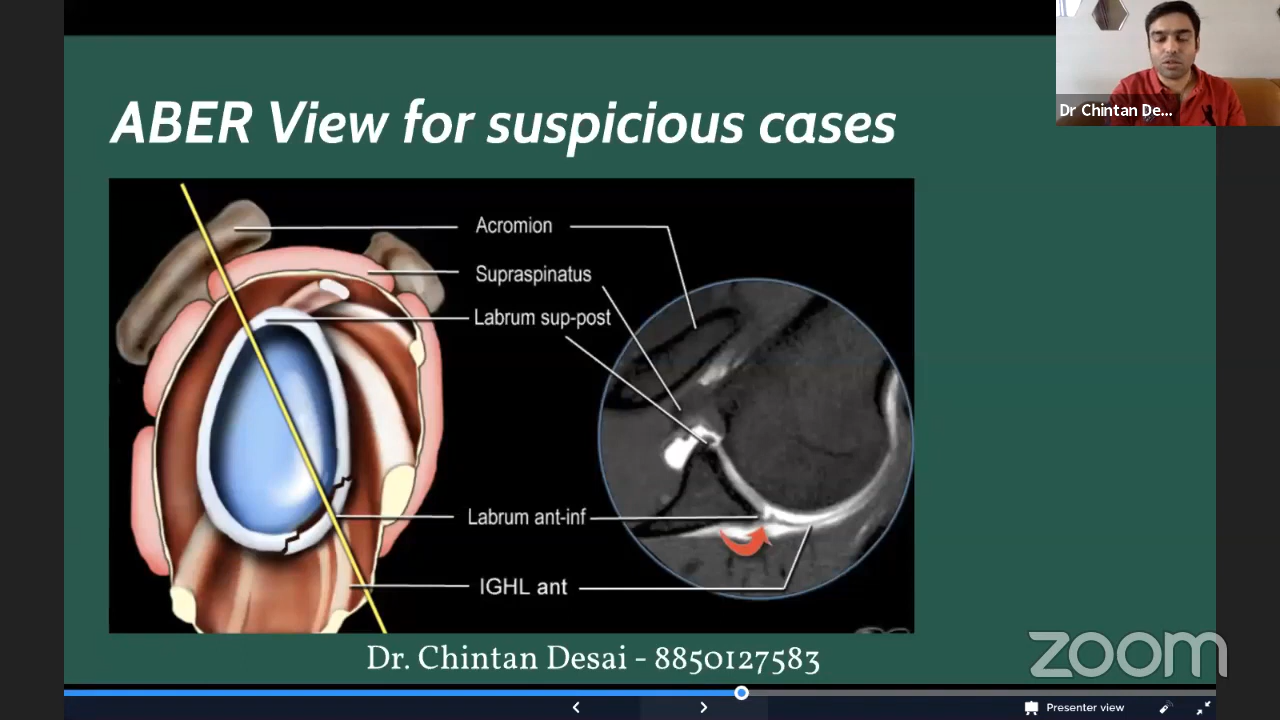 Dr Chintan De...
ABER View for suspicious cases
Acromion
Supraspinatus
Labrum sup-post
Labrum ant-inf
IGHL ant
Dr. Chintan Desai - 8850127583
zoom
Presenter view